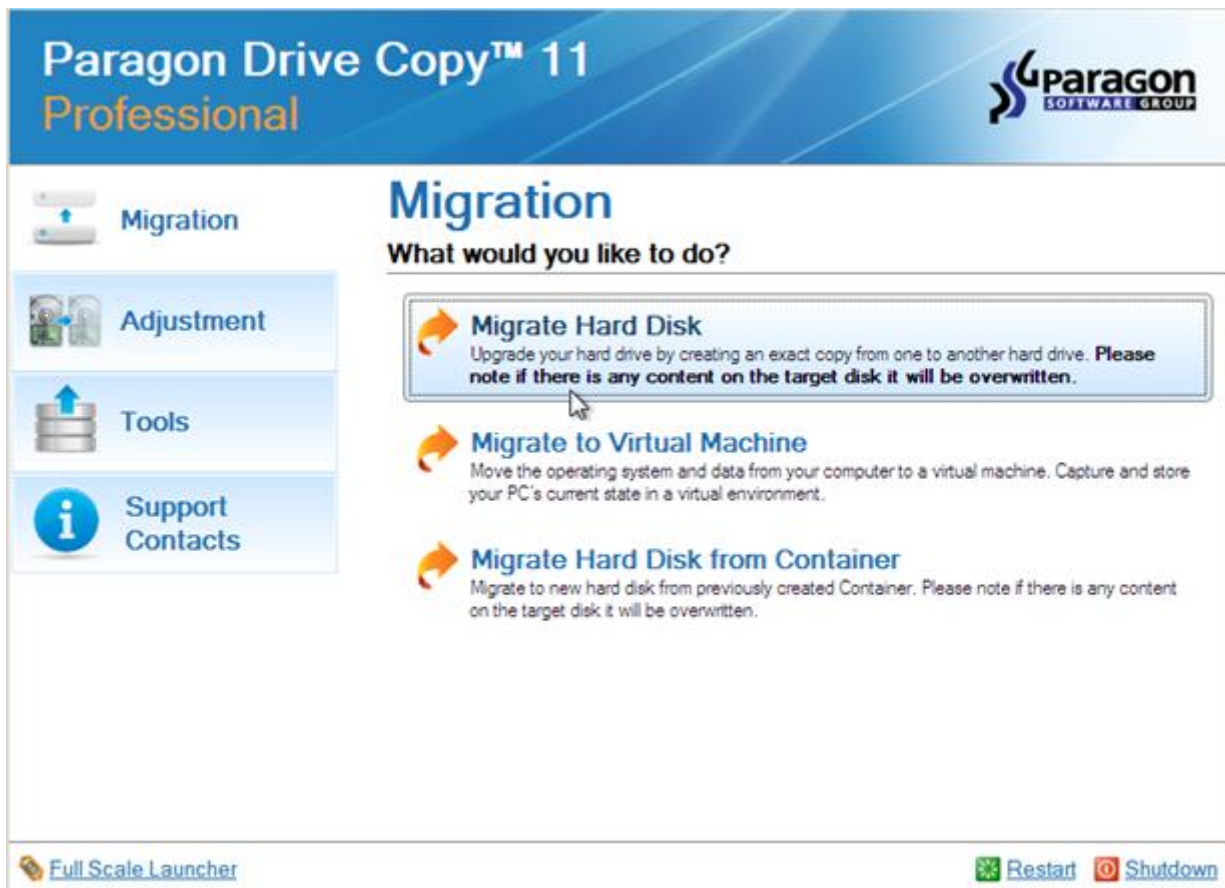 Paragon Drive Copy™ 11
Professional
Paragon
SOFTWARE GROUP
Migration
Adjustment
Tools
Support
Contacts
Migration
What would you like to do?
Migrate Hard Disk
Upgrade your hard drive by creating an exact copy from one to another hard drive. Please
note if there is any content on the target disk it will be overwritten.
Migrate to Virtual Machine
Move the operating system and data from your computer to a virtual machine. Capture and store
your PC's current state in a virtual environment.
Migrate Hard Disk from Container
Migrate to new hard disk from previously created Container. Please note if there is any content
on the target disk it will be overwritten.
Full Scale Launcher
Restart
Shutdown